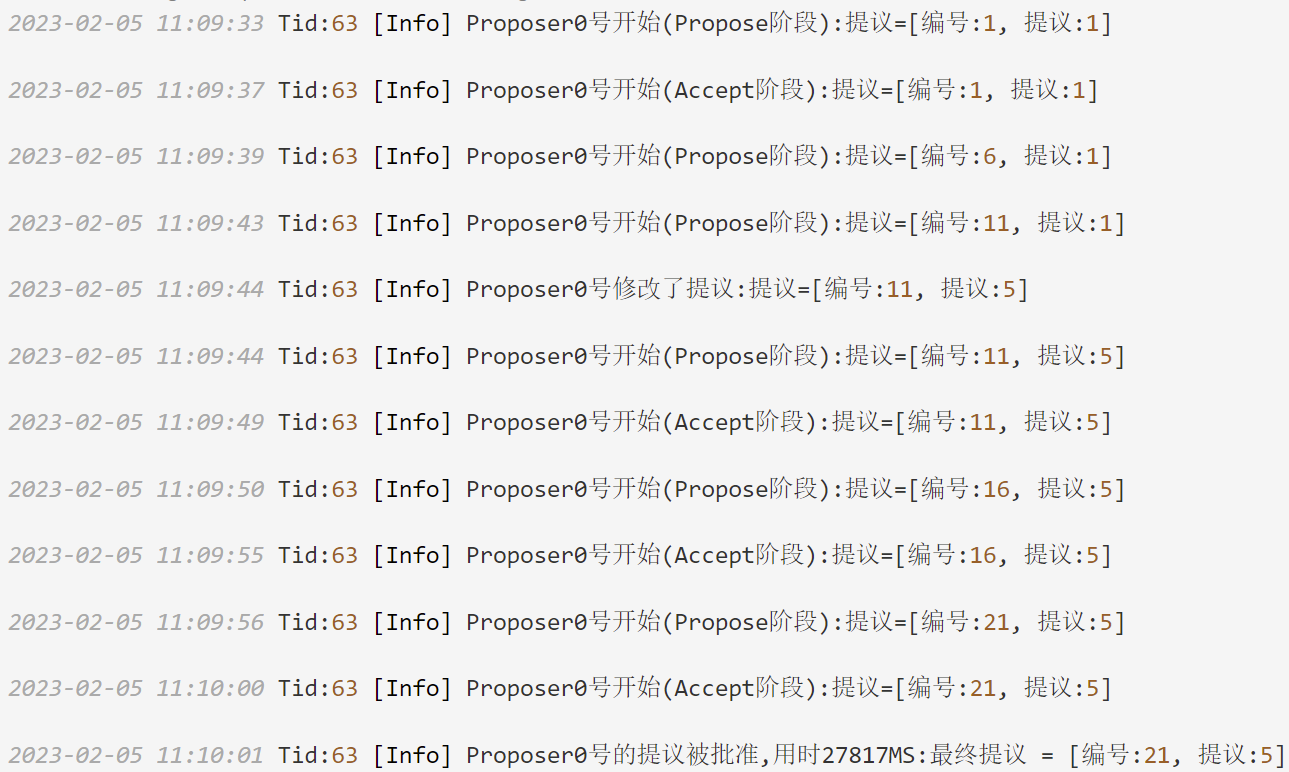 2023-02-05 11:09:33 Tid:63 [Info] Proposer0号开始(Propose阶段):提议=[编号:1, 提议:1]
2023-02-05 11:09:37 Tid:63 [Info] Proposer0号开始(Accept阶段):提议=[编号:1, 提议:1]
2023-02-05 11:09:39 Tid:63 [Info] Proposer0号开始(Propose阶段):提议=[编号:6, 提议:1]
2023-02-05 11:09:43 Tid:63 [Info] Proposer0号开始(Propose阶段):提议=[编号:11, 提议:1]
2023-02-05 11:09:44 Tid:63 [Info] Proposer0号修改了提议:提议=[编号:11, 提议:5]
2023-02-05 11:09:44 Tid:63 [Info] Proposer0号开始(Propose阶段):提议=[编号:11, 提议:5]
2023-02-05 11:09:49 Tid:63 [Info] Proposer0号开始(Accept阶段):提议=[编号:11, 提议:5]
2023-02-05 11:09:50 Tid:63 [Info] Proposer0号开始(Propose阶段):提议=[编号:16, 提议:5]
2023-02-05 11:09:55 Tid:63 [Info] Proposer0号开始(Accept阶段):提议=[编号:16, 提议:5]
2023-02-05 11:09:56 Tid:63 [Info] Proposer0号开始(Propose阶段):提议=[编号:21, 提议:5]
2023-02-05 11:10:00 Tid:63 [Info] Proposer0号开始(Accept阶段):提议=[编号:21, 提议:5]
2023-02-05 11:10:01 Tid:63 [Info] Proposer0号的提议被批准,用时27817MS:最终提议 = [编号:21, 提议:5]